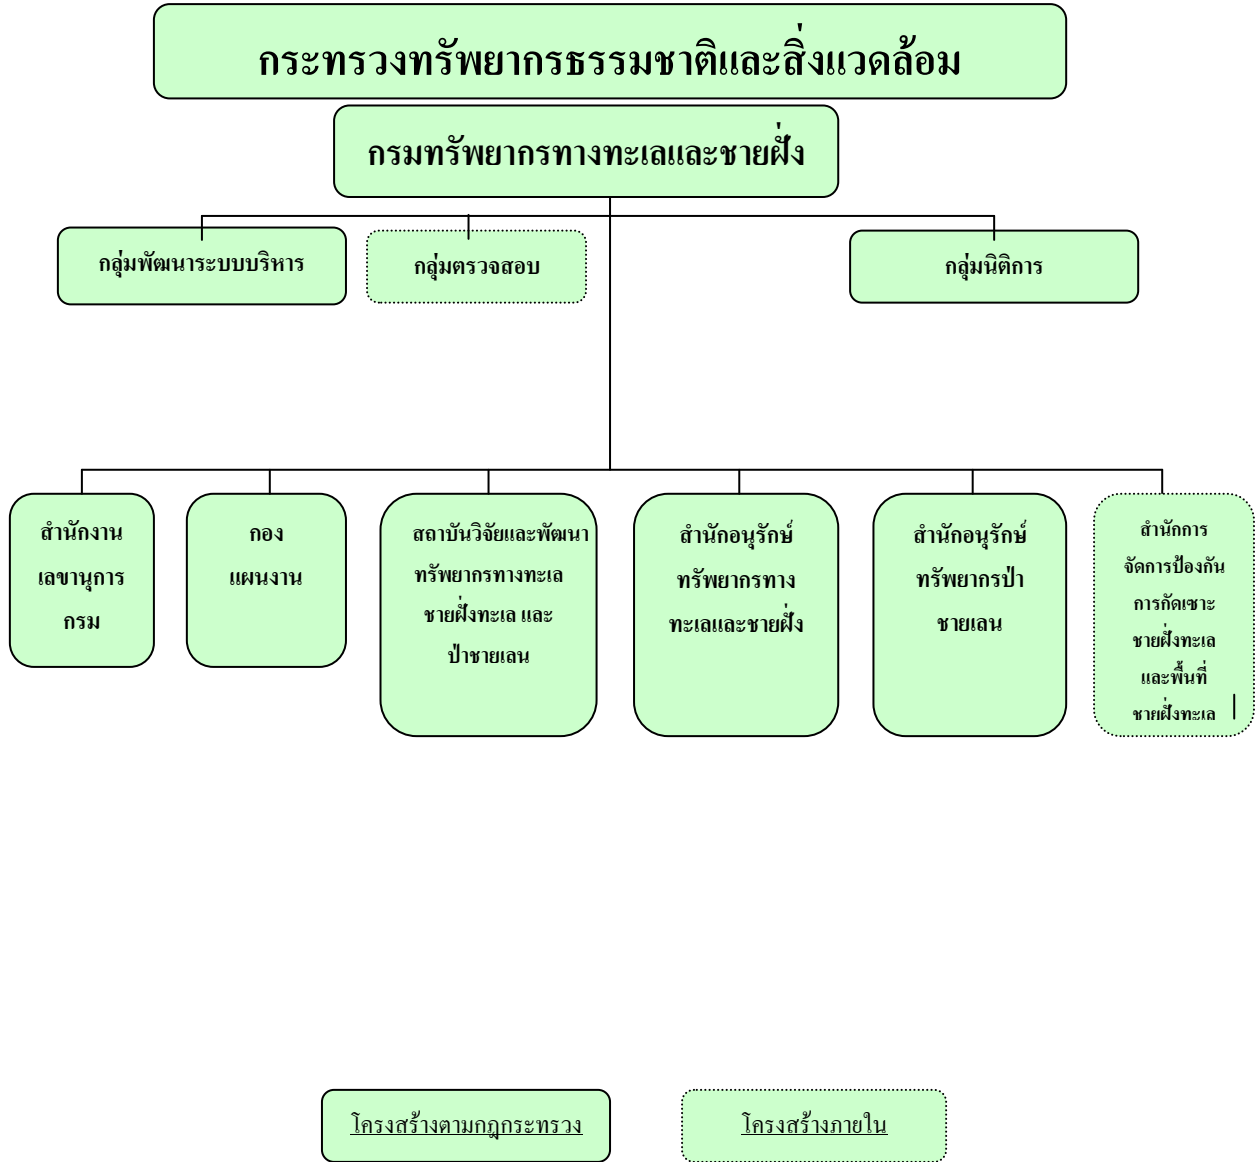 กระทรวงทรัพยากรธรรมชาติและสิ่งแวดล้อม
กรมทรัพยากรทางทะเลและชายฝั่ง
กลุ่มพัฒนาระบบบริหาร
กลุ่มตรวจสอบ
กลุ่มนิติการ
สำนักงาน
เลขานุการ
กรม
กอง
แผนงาน
สถาบันวิจัยและพัฒนา
ทรัพยากรทางทะเล
ชายฝั่งทะเล และ
ป่าชายเลน
สำนักอนุรักษ์
ทรัพยากรทาง
ทะเลและชายฝั่ง
สำนักอนุรักษ์
ทรัพยากรป่า
ชายเลน
สำนักการ
จัดการป้องกัน
การกัดเซาะ
ชายฝั่งทะเล
และพื้นที่
ชายฝั่งทะเล
โครงสร้างตามกฎกระทรวง
โครงสร้างภายใน